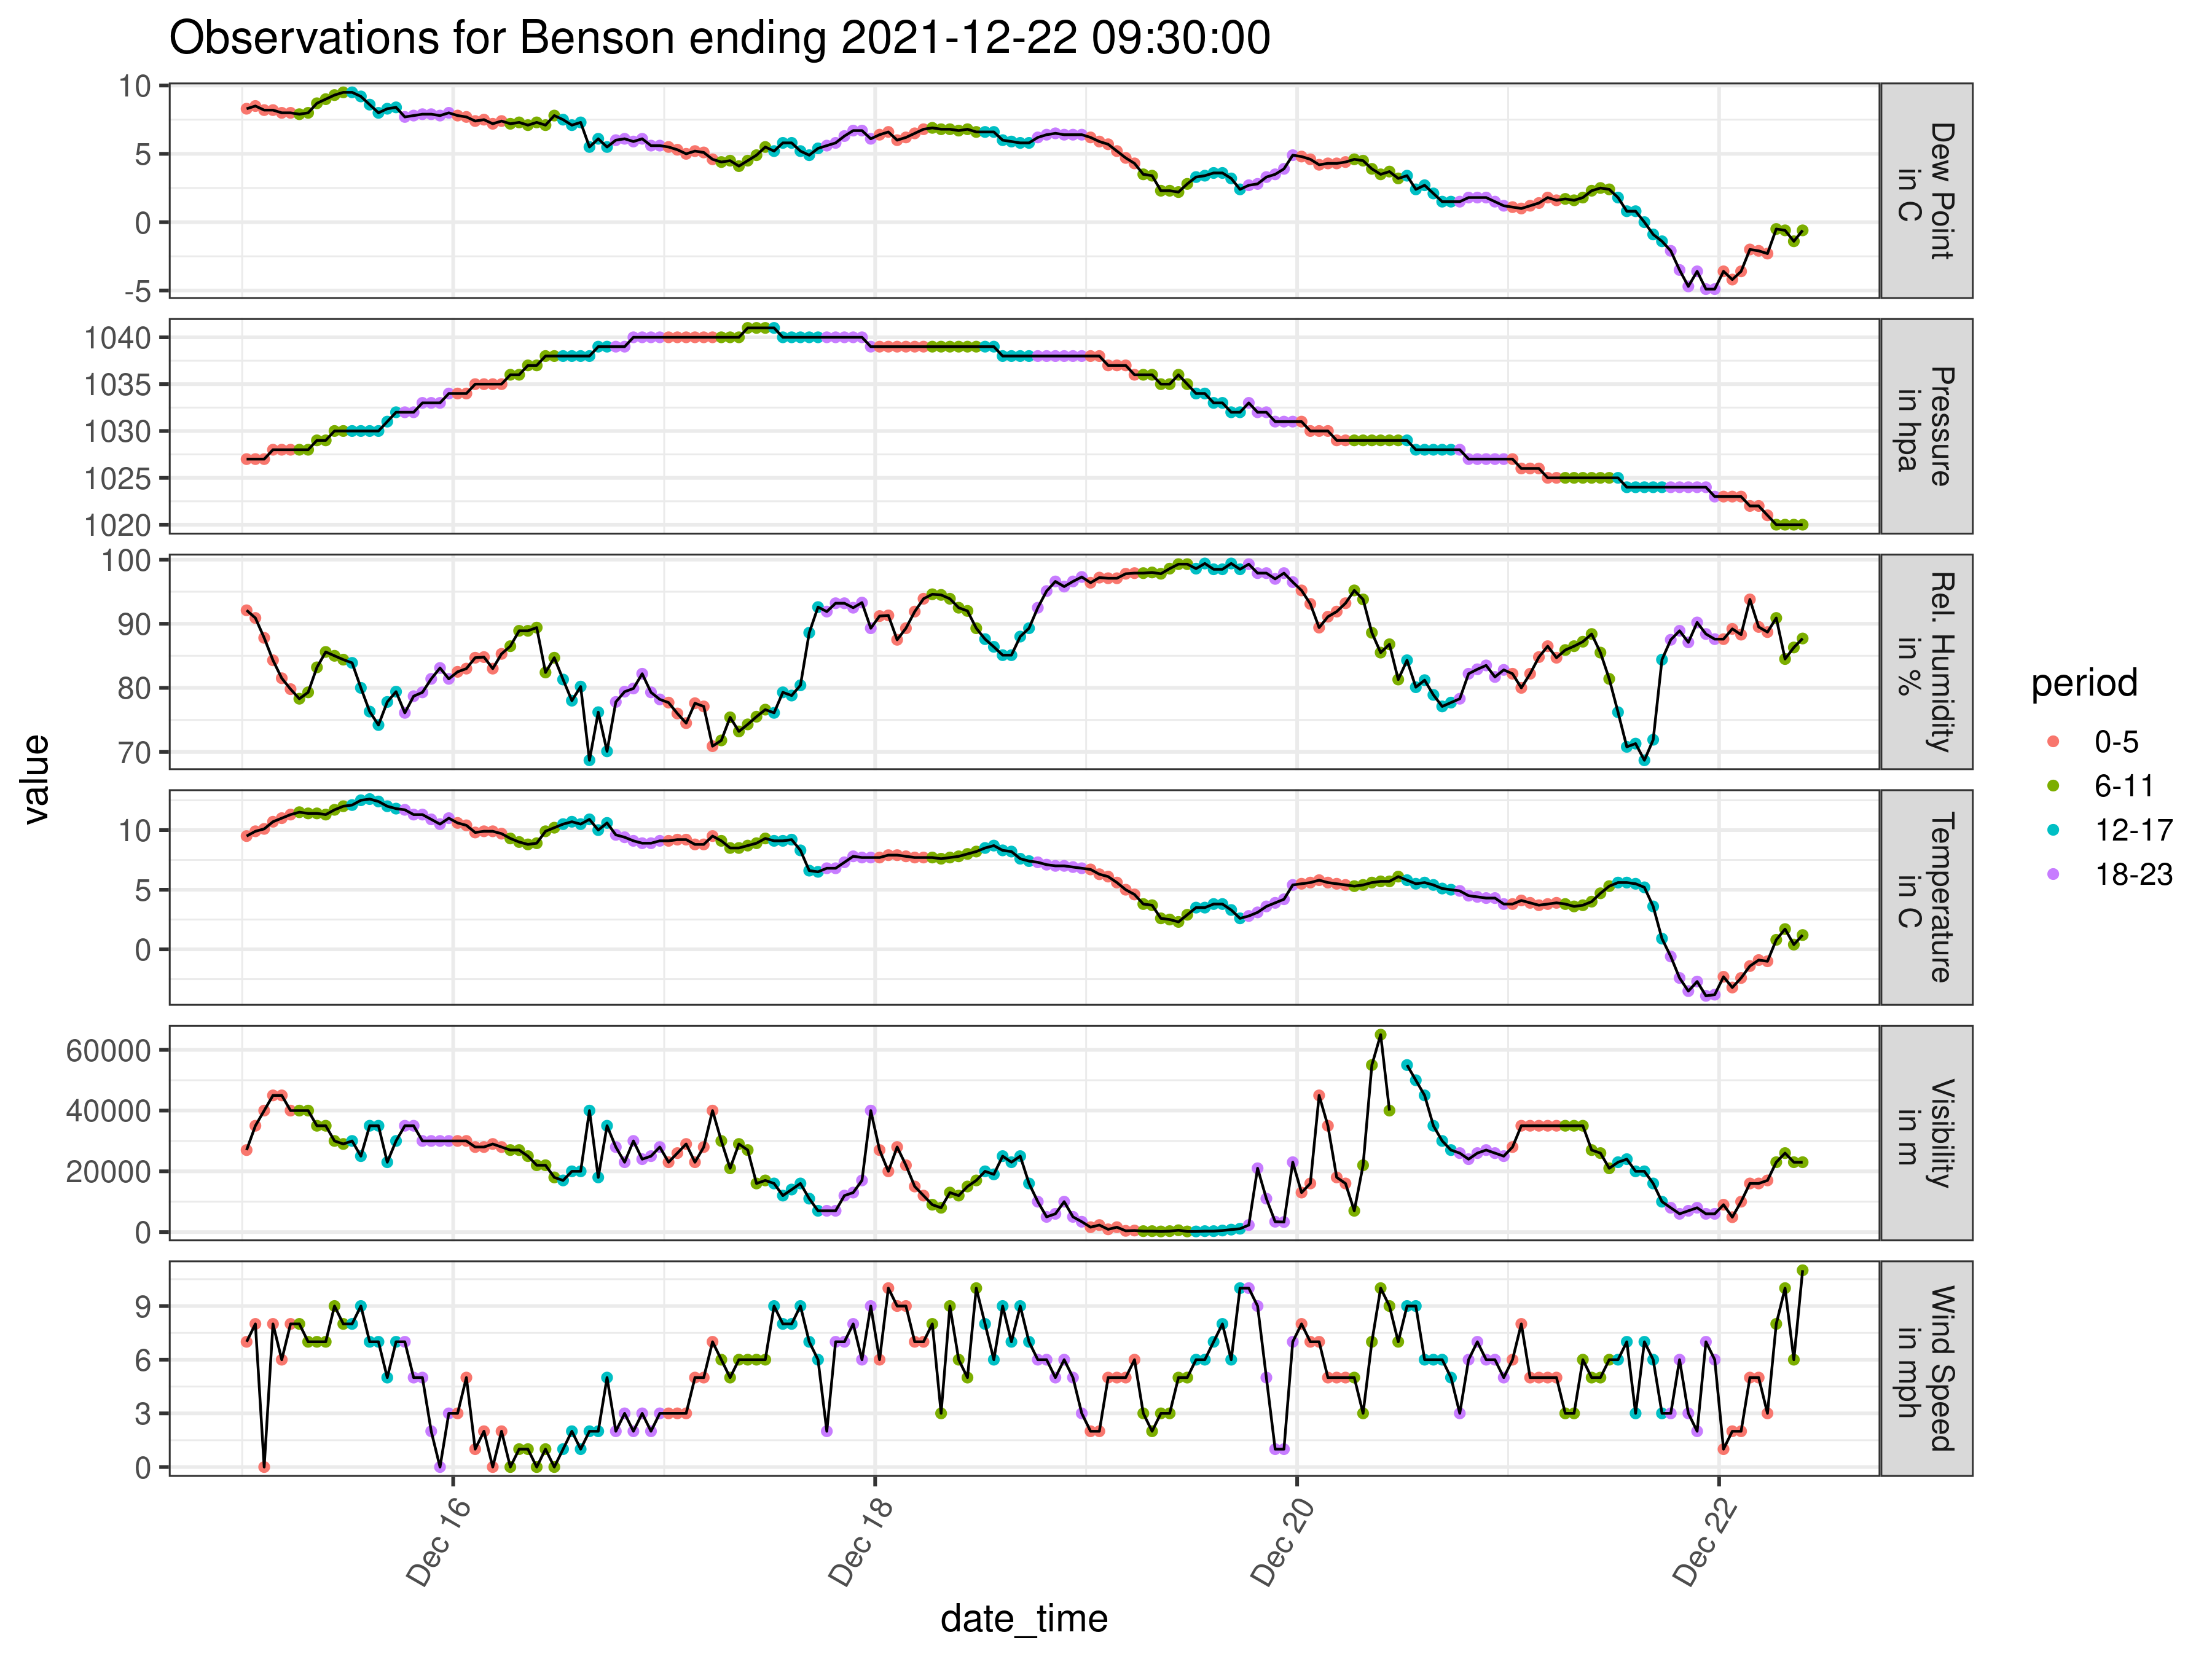 Observations for Benson ending 2021-12-22 09:30:00
value
10
5
0
-5
Dew Point
in C
1040
1035
1030
1025
1020
Pressure
in hpa
100
90
80
70
Rel. Humidity
in %
10
5
0
Temperature
in C
60000
40000
20000
0
Visibility
in m
9
6
3
0
Wind Speed
in mph
Dec 16
Dec 18
Dec 20
Dec 22
date_time
period
0-5
6-11
12-17
18-23